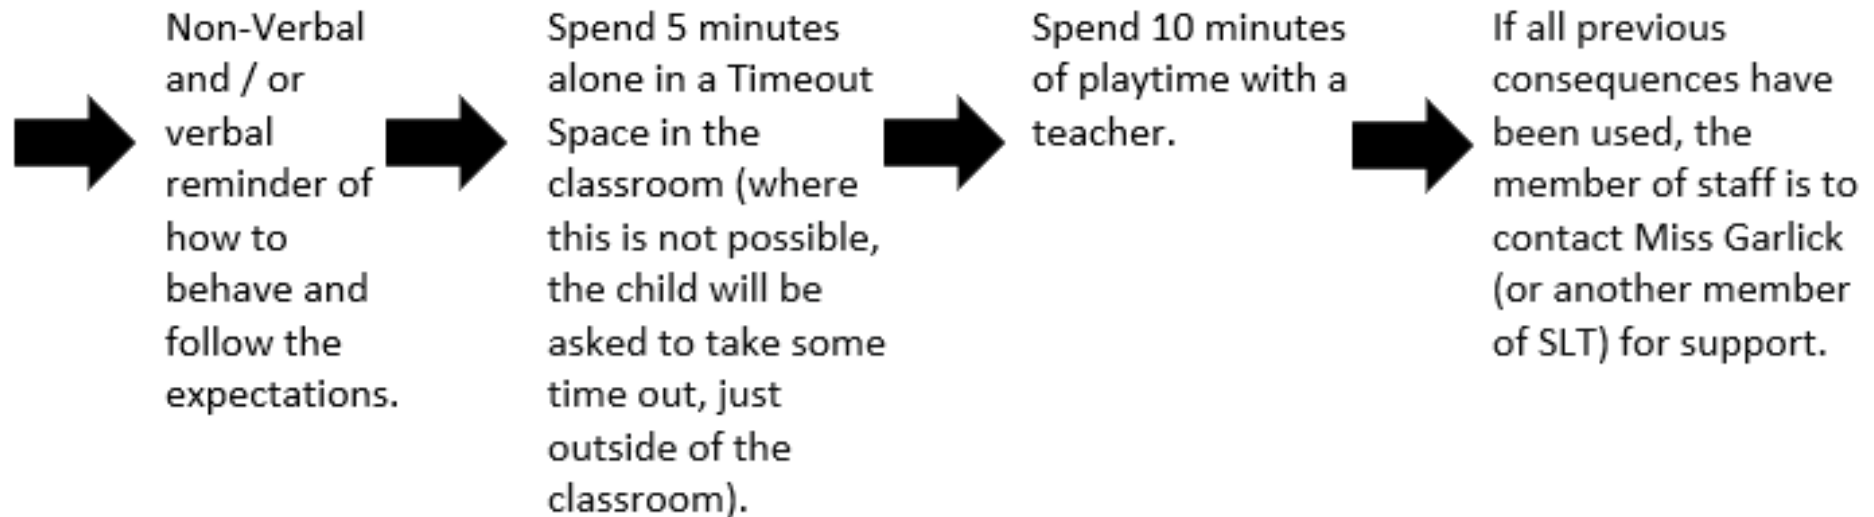 Non-Verbal
and / or
verbal
reminder of
how to
behave and
follow the
expectations.
Spend 5 minutes
alone in a Timeout
Space in the
classroom (where
this is not possible,
the child will be
asked to take some
time out, just
outside of the
classroom).
Spend 10 minutes
of playtime with a
teacher.
If all previous
consequences have
been used, the
member of staff is to
contact Miss Garlick
(or another member
of SLT) for support.